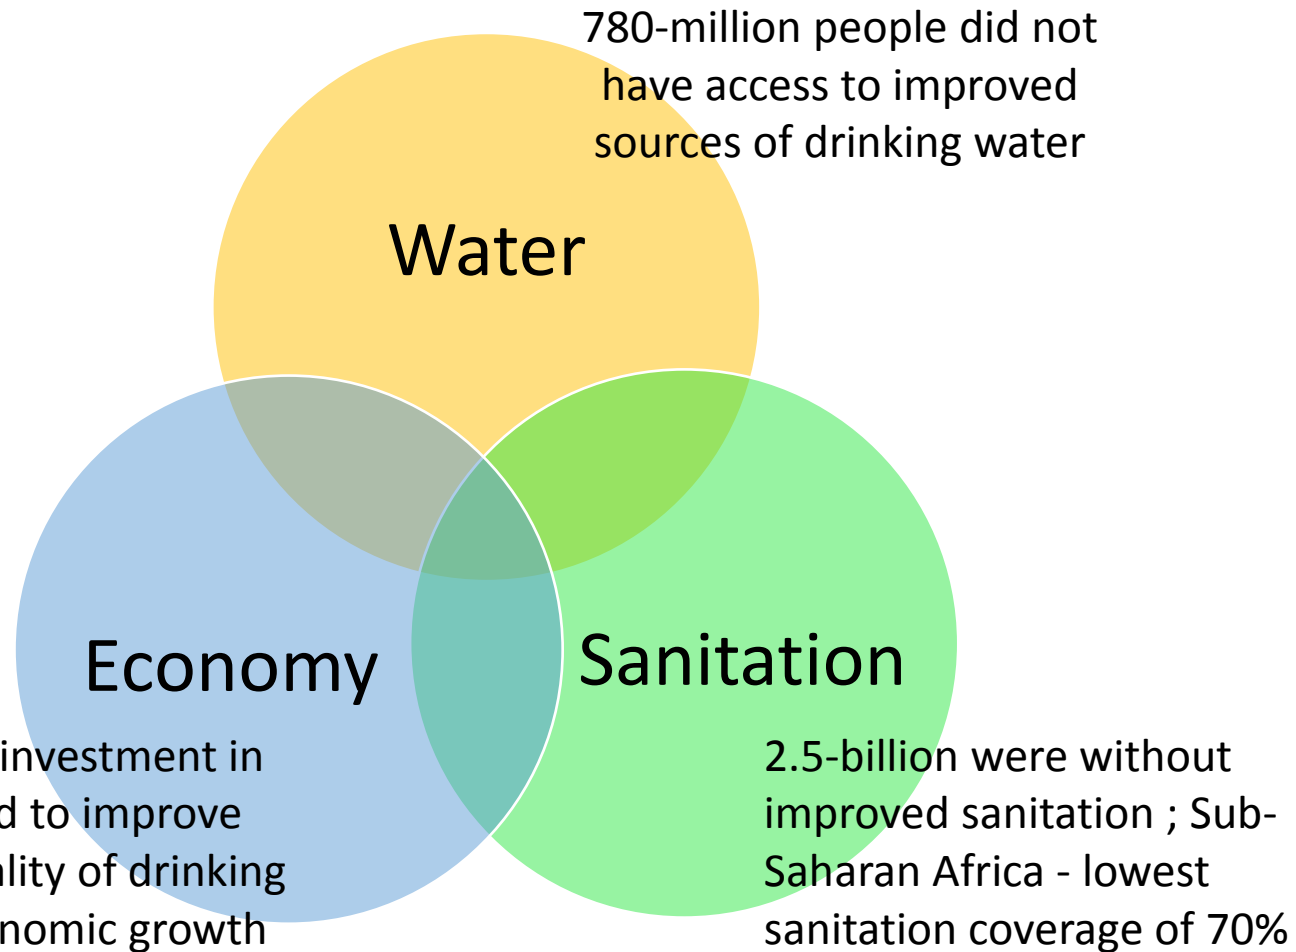 780-million people did not
have access to improved
sources of drinking water
Water
Economy
Sanitation
investment in
to improve
of drinking
growth
2.5-billion were without
improved sanitation ; Sub-
Saharan Africa - lowest
sanitation coverage of 70%